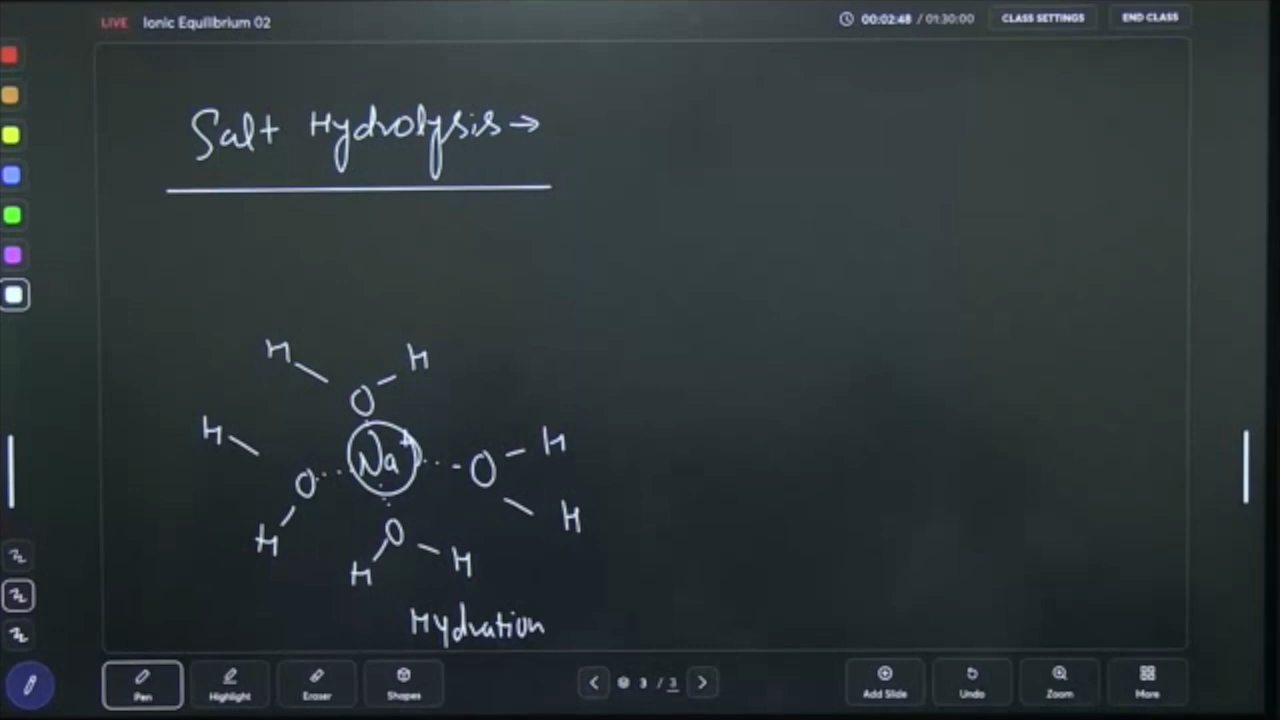 LIVE Ionic Equilibrium 02
00:02:48 / 01:30:00 CLASS SETTINGS END CLASS
Salt Hydrolysis →
H H
O
H
Na+ O H
O
H H
O
H H
Hydration
Pen Highlight Eraser Shapes
3 / 3
Add Slide Undo Zoom More